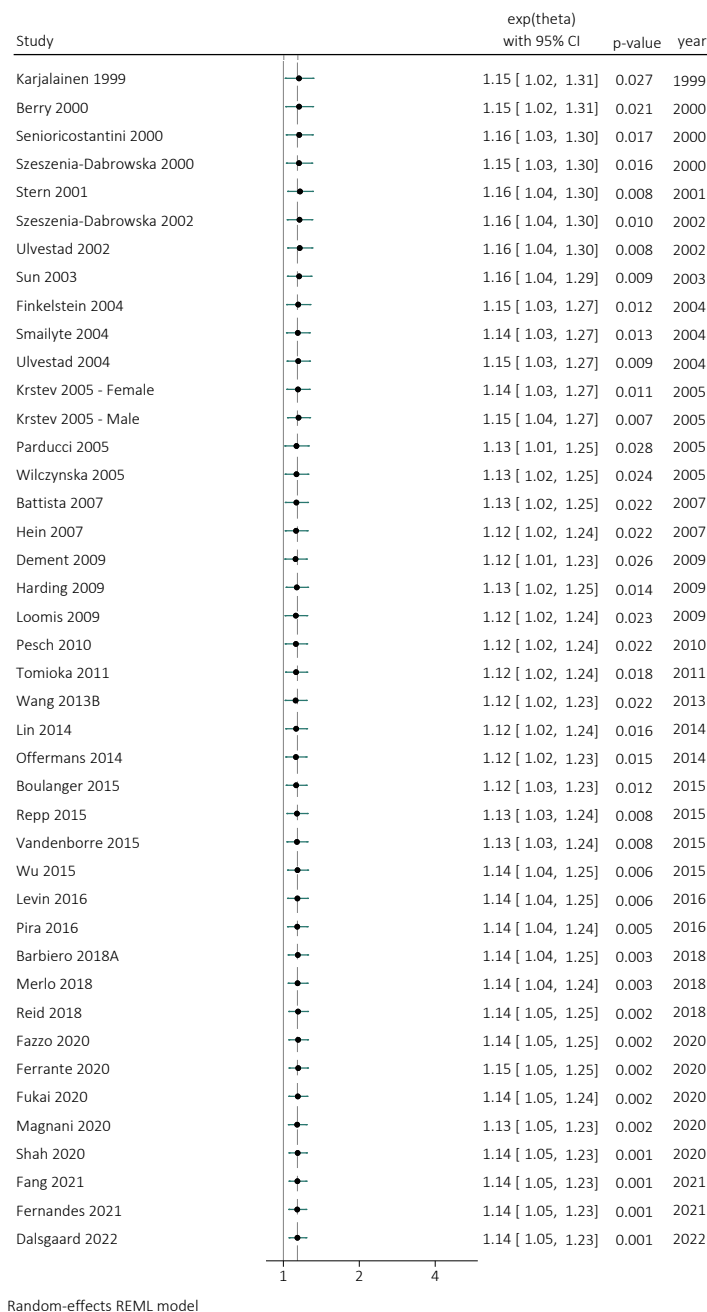 exp(theta)
Study with 95% CI p-value year
Karjalainen 1999 1.15 [ 1.02, 1.31] 0.027 1999
Berry 2000 1.15 [ 1.02, 1.31] 0.021 2000
Senioricostantini 2000 1.16 [ 1.03, 1.30] 0.017 2000
Szeszenia-Dabrowska 2000 1.15 [ 1.03, 1.30] 0.016 2000
Stern 2001 1.16 [ 1.04, 1.30] 0.008 2001
Szeszenia-Dabrowska 2002 1.16 [ 1.04, 1.30] 0.010 2002
Ulvestad 2002 1.16 [ 1.04, 1.30] 0.008 2002
Sun 2003 1.16 [ 1.04, 1.29] 0.009 2003
Finkelstein 2004 1.15 [ 1.03, 1.27] 0.012 2004
Smailyte 2004 1.14 [ 1.03, 1.27] 0.013 2004
Ulvestad 2004 1.15 [ 1.03, 1.27] 0.009 2004
Krstev 2005 - Female 1.14 [ 1.03, 1.27] 0.011 2005
Krstev 2005 - Male 1.15 [ 1.04, 1.27] 0.007 2005
Parducci 2005 1.13 [ 1.01, 1.25] 0.028 2005
Wilczynska 2005 1.13 [ 1.02, 1.25] 0.024 2005
Battista 2007 1.13 [ 1.02, 1.25] 0.022 2007
Hein 2007 1.12 [ 1.02, 1.24] 0.022 2007
Dement 2009 1.12 [ 1.01, 1.23] 0.026 2009
Harding 2009 1.13 [ 1.02, 1.25] 0.014 2009
Loomis 2009 1.12 [ 1.02, 1.24] 0.023 2009
Pesch 2010 1.12 [ 1.02, 1.24] 0.022 2010
Tomioka 2011 1.12 [ 1.02, 1.24] 0.018 2011
Wang 2013B 1.12 [ 1.02, 1.23] 0.022 2013
Lin 2014 1.12 [ 1.02, 1.24] 0.016 2014
Offermans 2014 1.12 [ 1.02, 1.23] 0.015 2014
Boulanger 2015 1.12 [ 1.03, 1.23] 0.012 2015
Repp 2015 1.13 [ 1.03, 1.24] 0.008 2015
Vandenborre 2015 1.13 [ 1.03, 1.24] 0.008 2015
Wu 2015 1.14 [ 1.04, 1.25] 0.006 2015
Levin 2016 1.14 [ 1.04, 1.25] 0.006 2016
Pira 2016 1.14 [ 1.04, 1.24] 0.005 2016
Barbiero 2018A 1.14 [ 1.04, 1.25] 0.003 2018
Merlo 2018 1.14 [ 1.04, 1.24] 0.003 2018
Reid 2018 1.14 [ 1.05, 1.25] 0.002 2018
Fazzo 2020 1.14 [ 1.05, 1.25] 0.002 2020
Ferrante 2020 1.15 [ 1.05, 1.25] 0.002 2020
Fukai 2020 1.14 [ 1.05, 1.24] 0.002 2020
Magnani 2020 1.13 [ 1.05, 1.23] 0.002 2020
Shah 2020 1.14 [ 1.05, 1.23] 0.001 2020
Fang 2021 1.14 [ 1.05, 1.23] 0.001 2021
Fernandes 2021 1.14 [ 1.05, 1.23] 0.001 2021
Dalsgaard 2022 1.14 [ 1.05, 1.23] 0.001 2022
1 2 4
Random-effects REML model